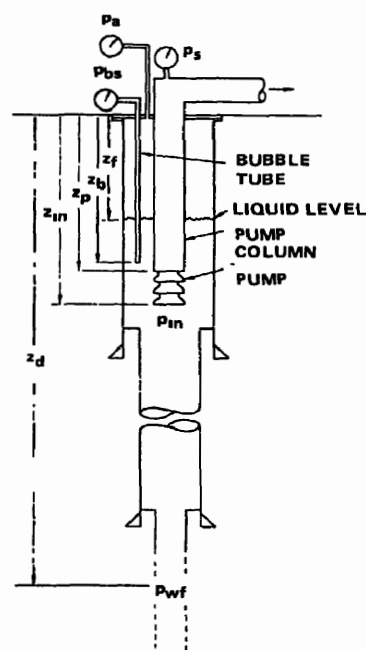 pa
ps
pbs
zf
zb
zp
zin
BUBBLE
TUBE
LIQUID LEVEL
PUMP
COLUMN
PUMP
pin
zd
pwf